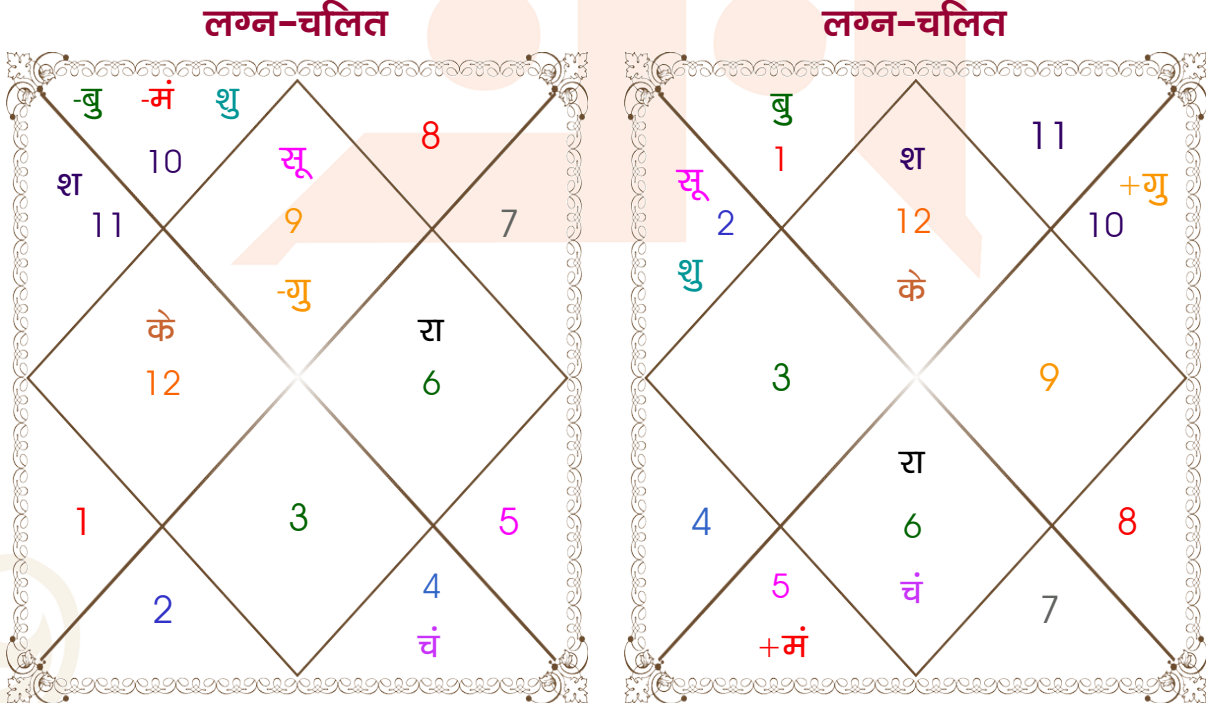 लग्न-चलित
-बु -मं शु
8
10
सू
श
11
9
7
-गु
के
रा
12
6
1
3
5
2
4
चं
लग्न-चलित
बु
11
1
श
सू
+गु
2
12
10
शु
के
3
9
रा
4
6
8
5
चं
7
+मं